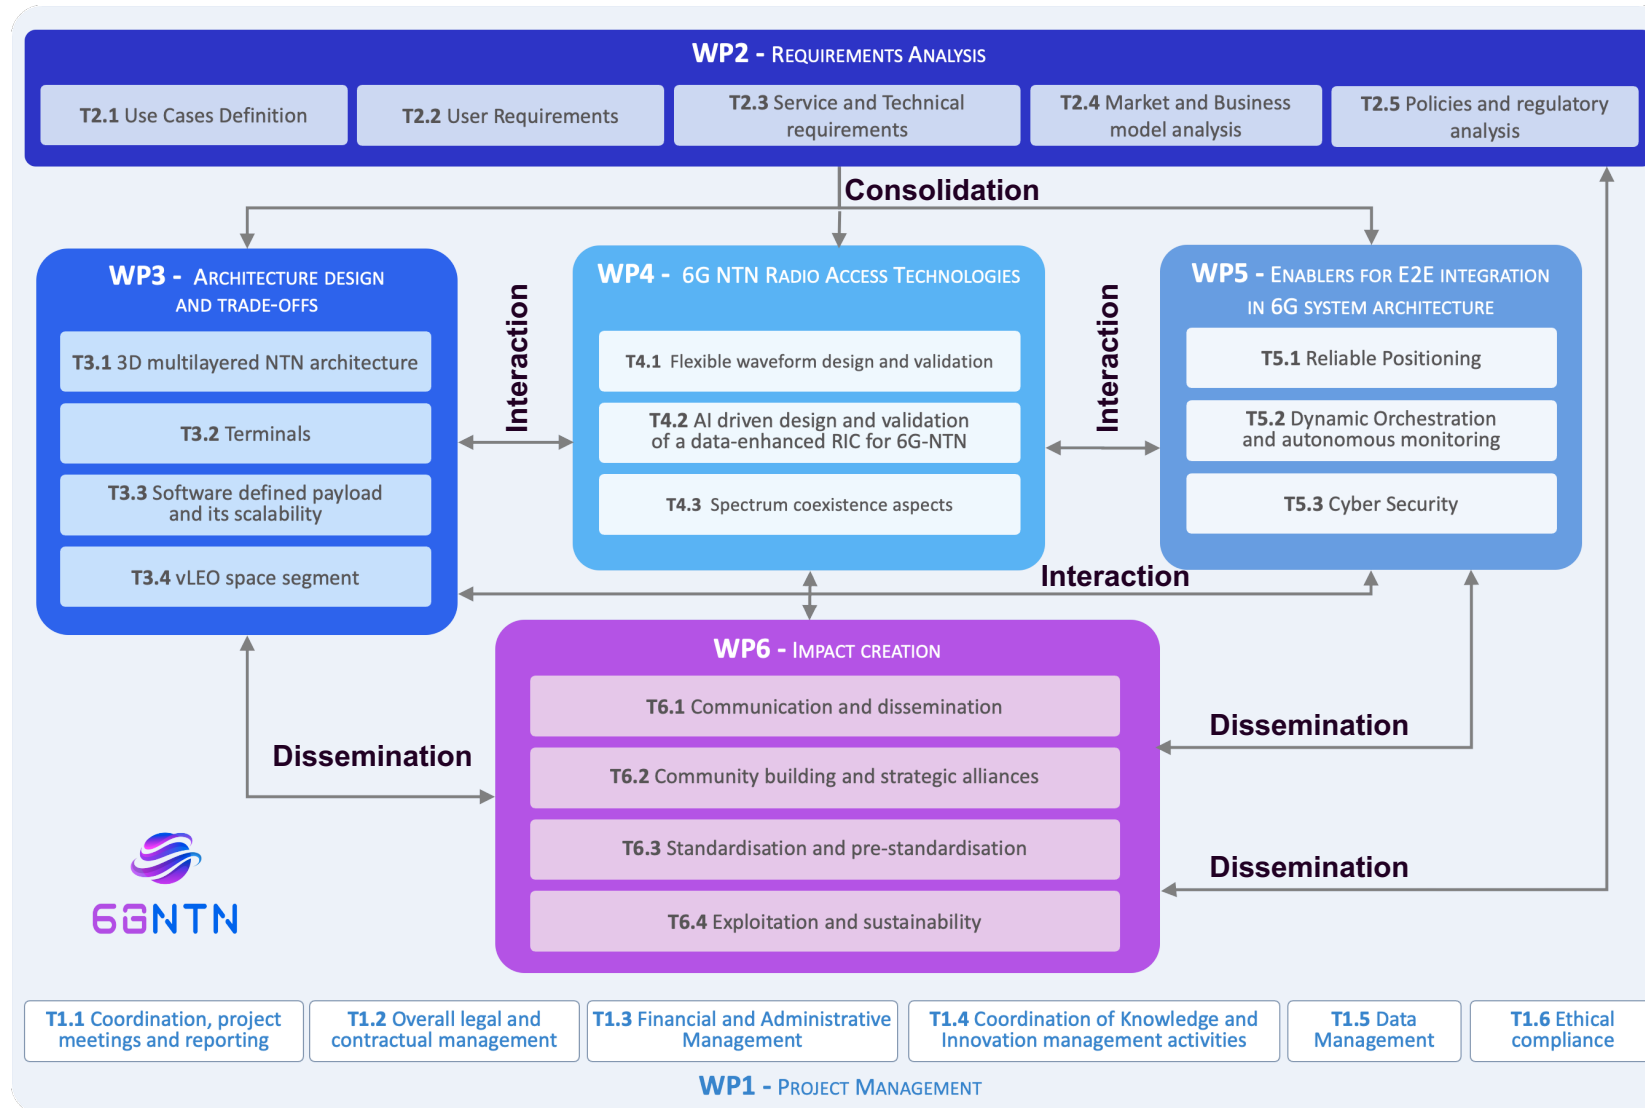 WP2 - Requirements Analysis
T2.1 Use Cases Definition
T2.2 User Requirements
T2.3 Service and Technical
requirements
T2.4 Market and Business
model analysis
T2.5 Policies and regulatory
analysis
Consolidation
WP3 - Architecture design
and trade-offs
T3.1 3D multilayered NTN architecture
T3.2 Terminals
T3.3 Software defined payload
and its scalability
T3.4 vLEO space segment
Interaction
WP4 - 6G NTN Radio Access Technologies
T4.1 Flexible waveform design and validation
T4.2 AI driven design and validation
of a data-enhanced RIC for 6G-NTN
T4.3 Spectrum coexistence aspects
Interaction
WP5 - Enablers for E2E integration
in 6G system architecture
T5.1 Reliable Positioning
T5.2 Dynamic Orchestration
and autonomous monitoring
T5.3 Cyber Security
Interaction
WP6 - Impact creation
T6.1 Communication and dissemination
T6.2 Community building and strategic alliances
T6.3 Standardisation and pre-standardisation
T6.4 Exploitation and sustainability
Dissemination
Dissemination
Dissemination
6GNTN
T1.1 Coordination, project
meetings and reporting
T1.2 Overall legal and
contractual management
T1.3 Financial and Administrative
Management
T1.4 Coordination of Knowledge and
Innovation management activities
T1.5 Data
Management
T1.6 Ethical
compliance
WP1 - Project Management